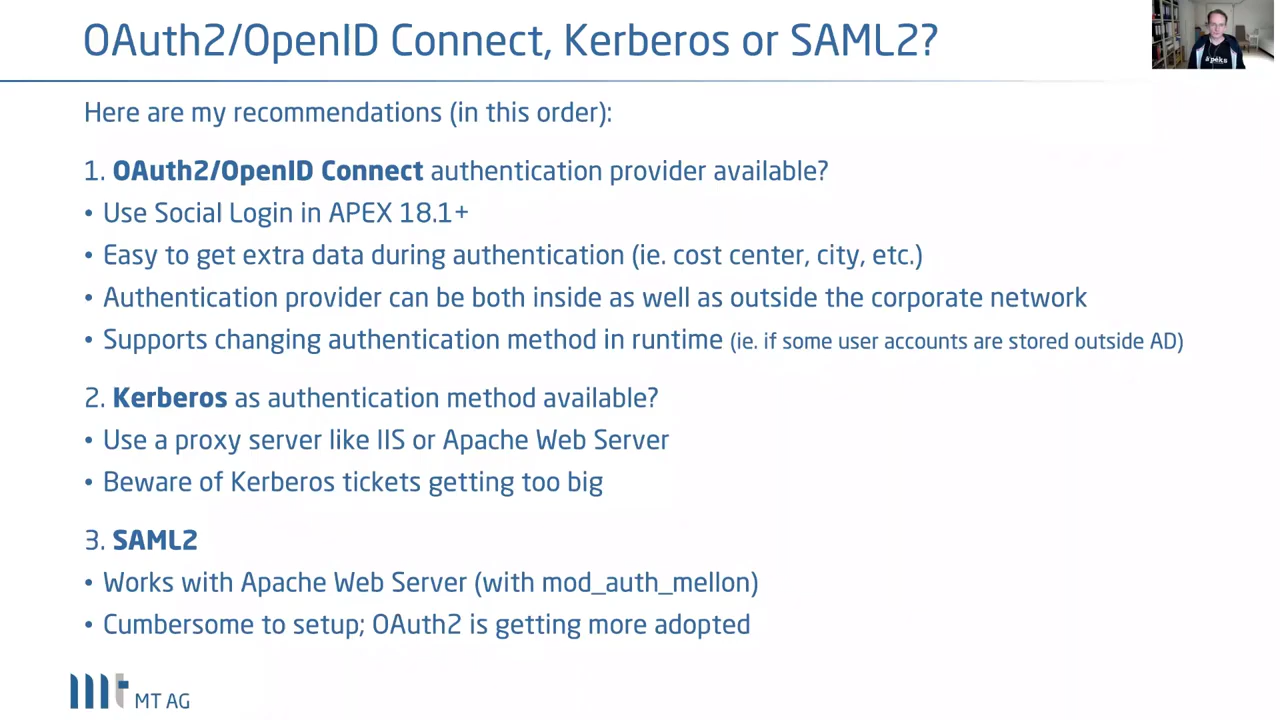 OAuth2/OpenID Connect, Kerberos or SAML2?
Here are my recommendations (in this order):
1. OAuth2/OpenID Connect authentication provider available?
• Use Social Login in APEX 18.1+
• Easy to get extra data during authentication (ie. cost center, city, etc.)
• Authentication provider can be both inside as well as outside the corporate network
• Supports changing authentication method in runtime (ie. if some user accounts are stored outside AD)
2. Kerberos as authentication method available?
• Use a proxy server like IIS or Apache Web Server
• Beware of Kerberos tickets getting too big
3. SAML2
• Works with Apache Web Server (with mod_auth_mellon)
• Cumbersome to setup; OAuth2 is getting more adopted
mt MT AG